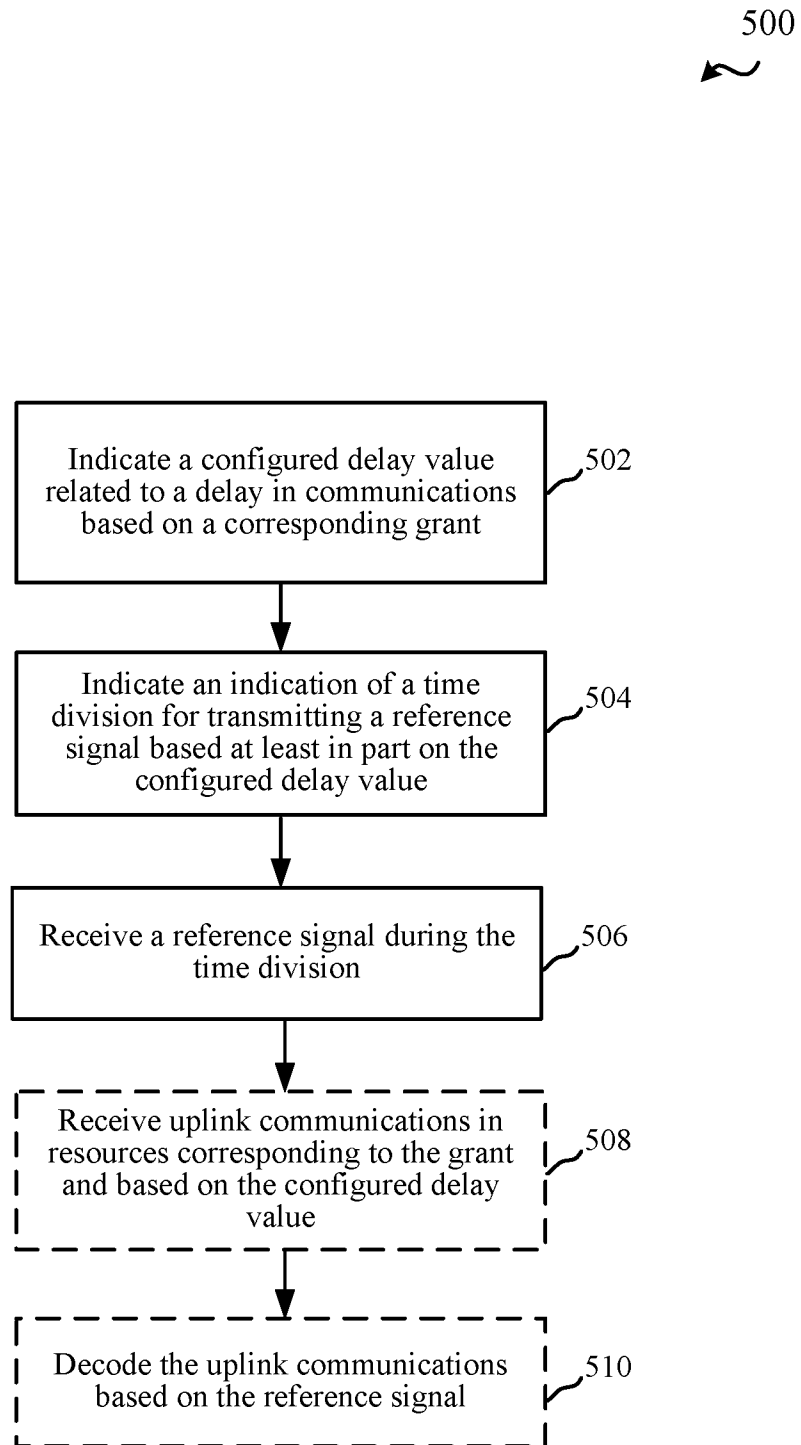 500
Indicate a configured delay value
related to a delay in communications
based on a corresponding grant
502
Indicate an indication of a time
division for transmitting a reference
signal based at least in part on the
configured delay value
504
Receive a reference signal during the
time division
506
Receive uplink communications in
resources corresponding to the grant
and based on the configured delay
value
508
Decode the uplink communications
based on the reference signal
510